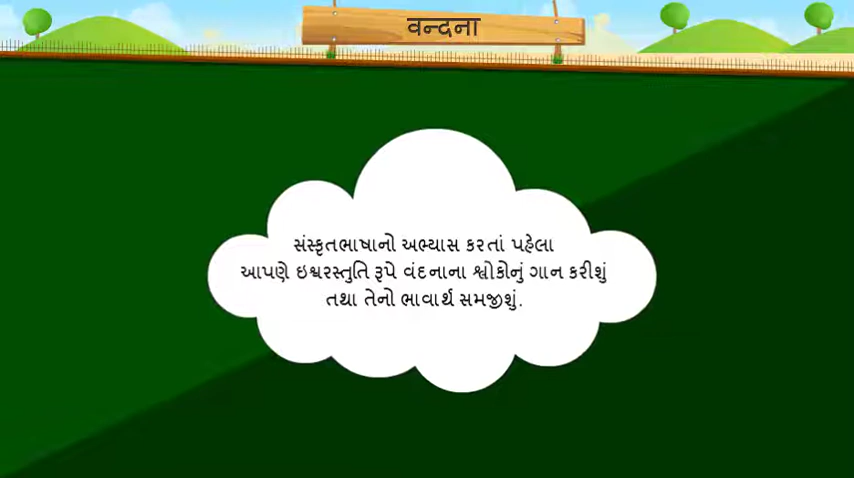 वन्दना
સંસ્કૃતભાષાનો અભ્યાસ કરતાં પહેલા
આપણે ઇશ્વરસ્તુતિ રૂપે વંદનાના શ્લોકોનું ગાન કરીશું
તથા તેનો ભાવાર્થ સમજીશું.